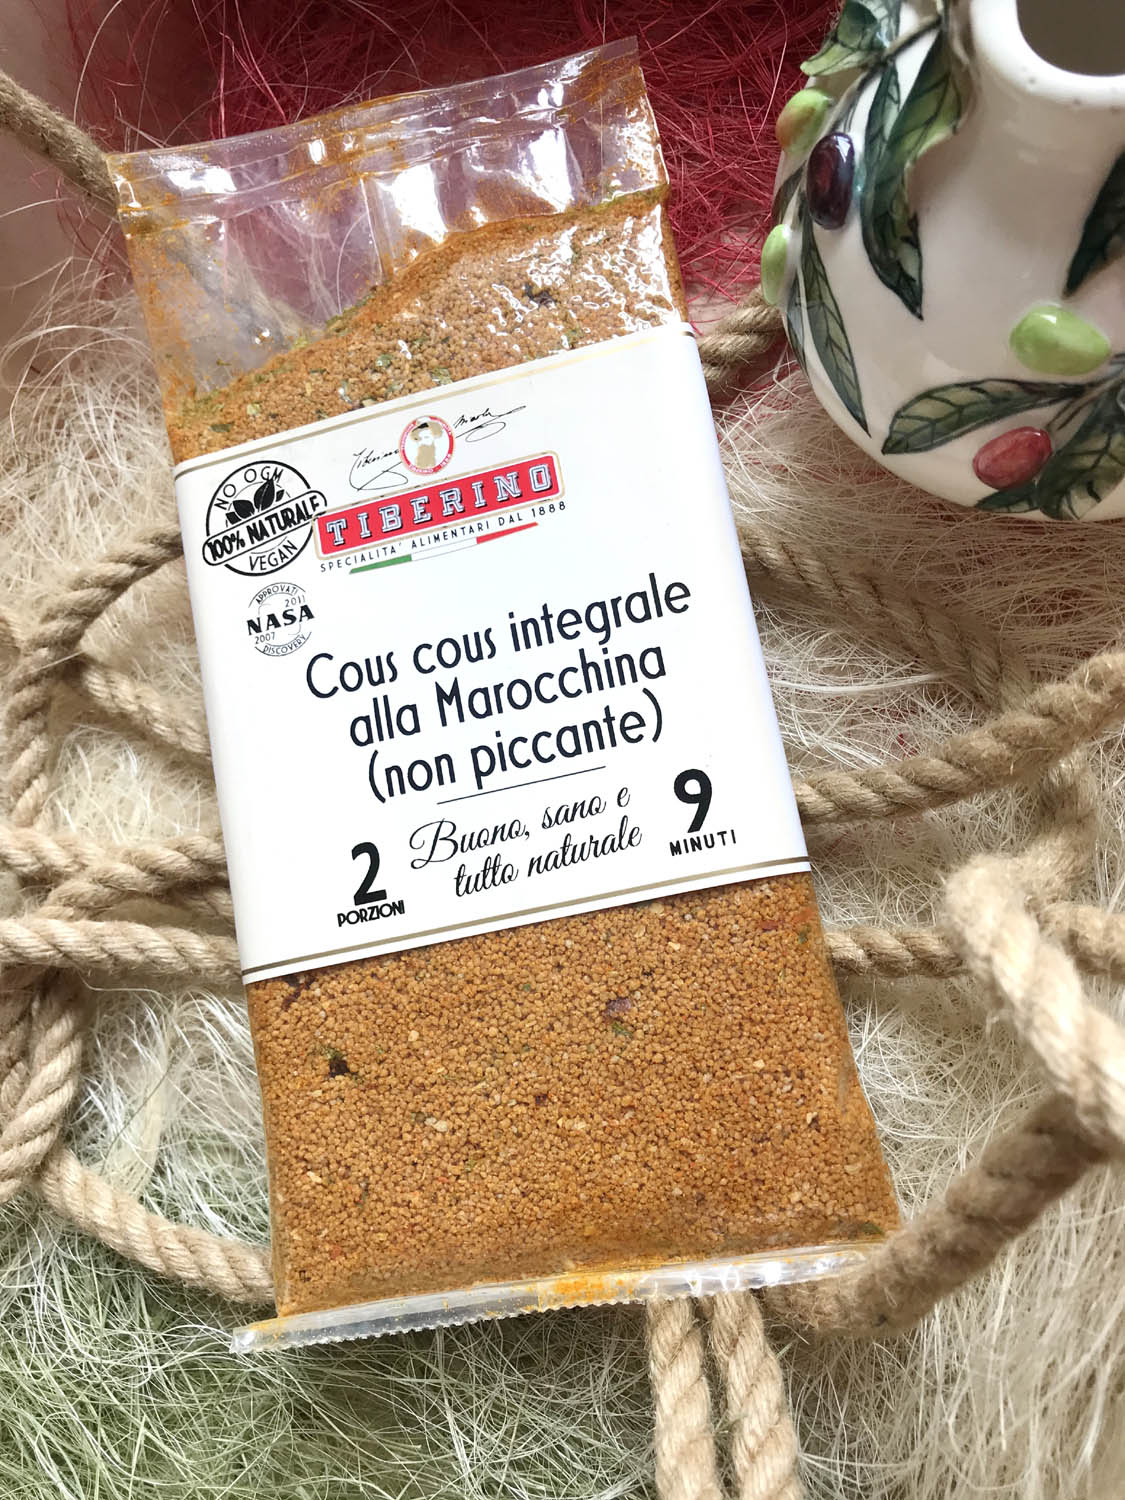 Tiberino
NO OGM
100% NATURALE
VEGAN
TIBERINO
SPECIALITA' ALIMENTARI DAL 1888
APPROVATI
2011
NASA
2007
DISCOVERY
Cous cous integrale
alla Marocchina
(non piccante)
Buono, sano e
tutto naturale
2
PORZIONI
9
MINUTI